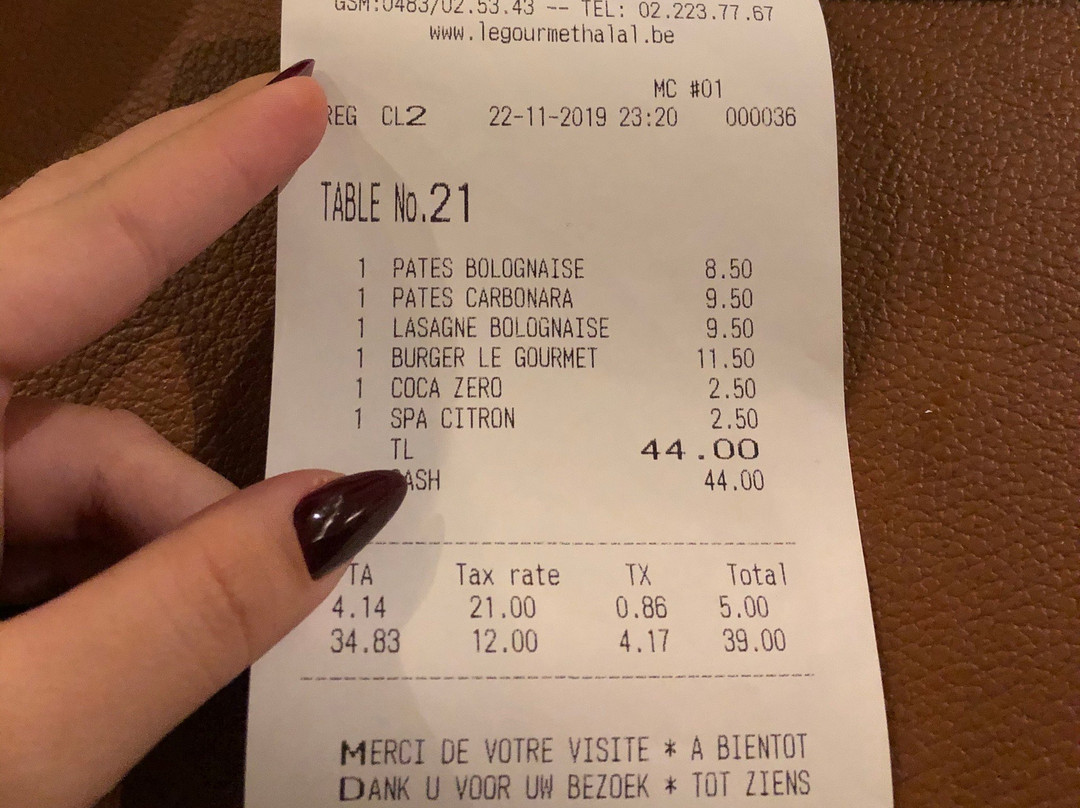 GSM:0483/02.53.43 -- TEL: 02.223.77.67
www.legourmethalal.be
MC #01
REG CL2 22-11-2019 23:20 000036
TABLE No.21
1 PATES BOLOGNAISE 8.50
1 PATES CARBONARA 9.50
1 LASAGNE BOLOGNAISE 9.50
1 BURGER LE GOURMET 11.50
1 COCA ZERO 2.50
1 SPA CITRON 2.50
TL 44.00
CASH 44.00
TA Tax rate TX Total
4.14 21.00 0.86 5.00
34.83 12.00 4.17 39.00
MERCI DE VOTRE VISITE * A BIENTOT
DANK U VOOR UW BEZOEK * TOT ZIENS